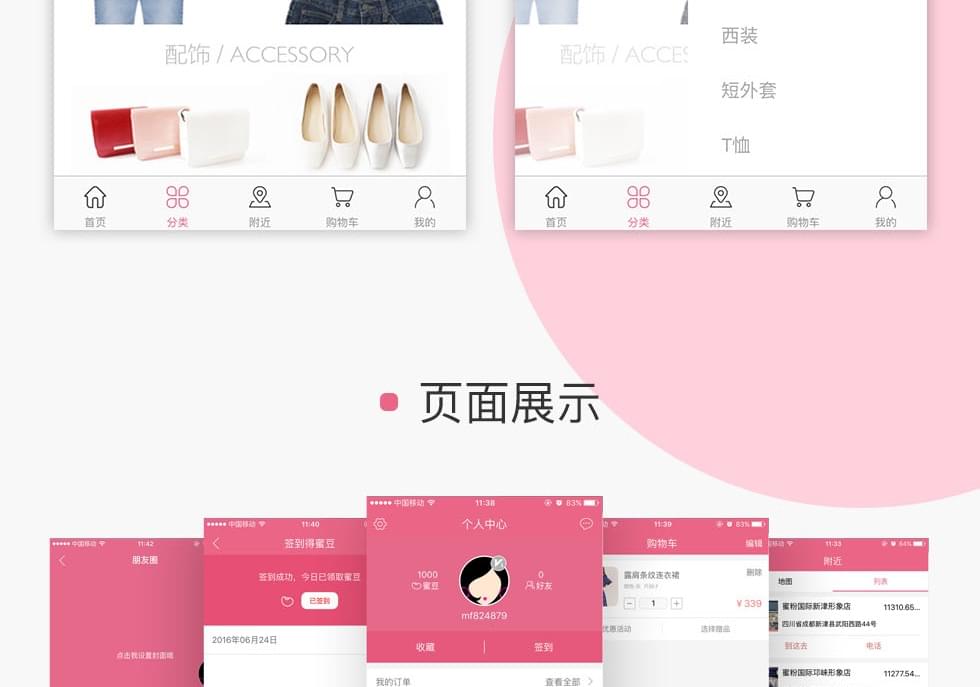 配饰 / ACCESSORY
首页 分类 附近 购物车 我的
配饰 / ACCES
西装
短外套
T恤
首页 分类 附近 购物车 我的
页面展示
中国移动 11:42
朋友圈
点击我设置封面哦
中国移动 11:40
签到得蜜豆
签到成功，今日已领取蜜豆
已签到
2016年06月24日
中国移动 11:38 83%
个人中心
1000
蜜豆
0
好友
mf824879
收藏 签到
我的订单 查看全部
11:39 83%
购物车 编辑
露肩条纹连衣裙 删除
1
¥ 339
优惠活动 选择赠品
移动 11:33 84%
附近
地图 列表
蜜粉国际新津形象店 11310.65...
四川省成都新津县武阳西路44号
到这去 电话
蜜粉国际邛崃形象店 11277.54...